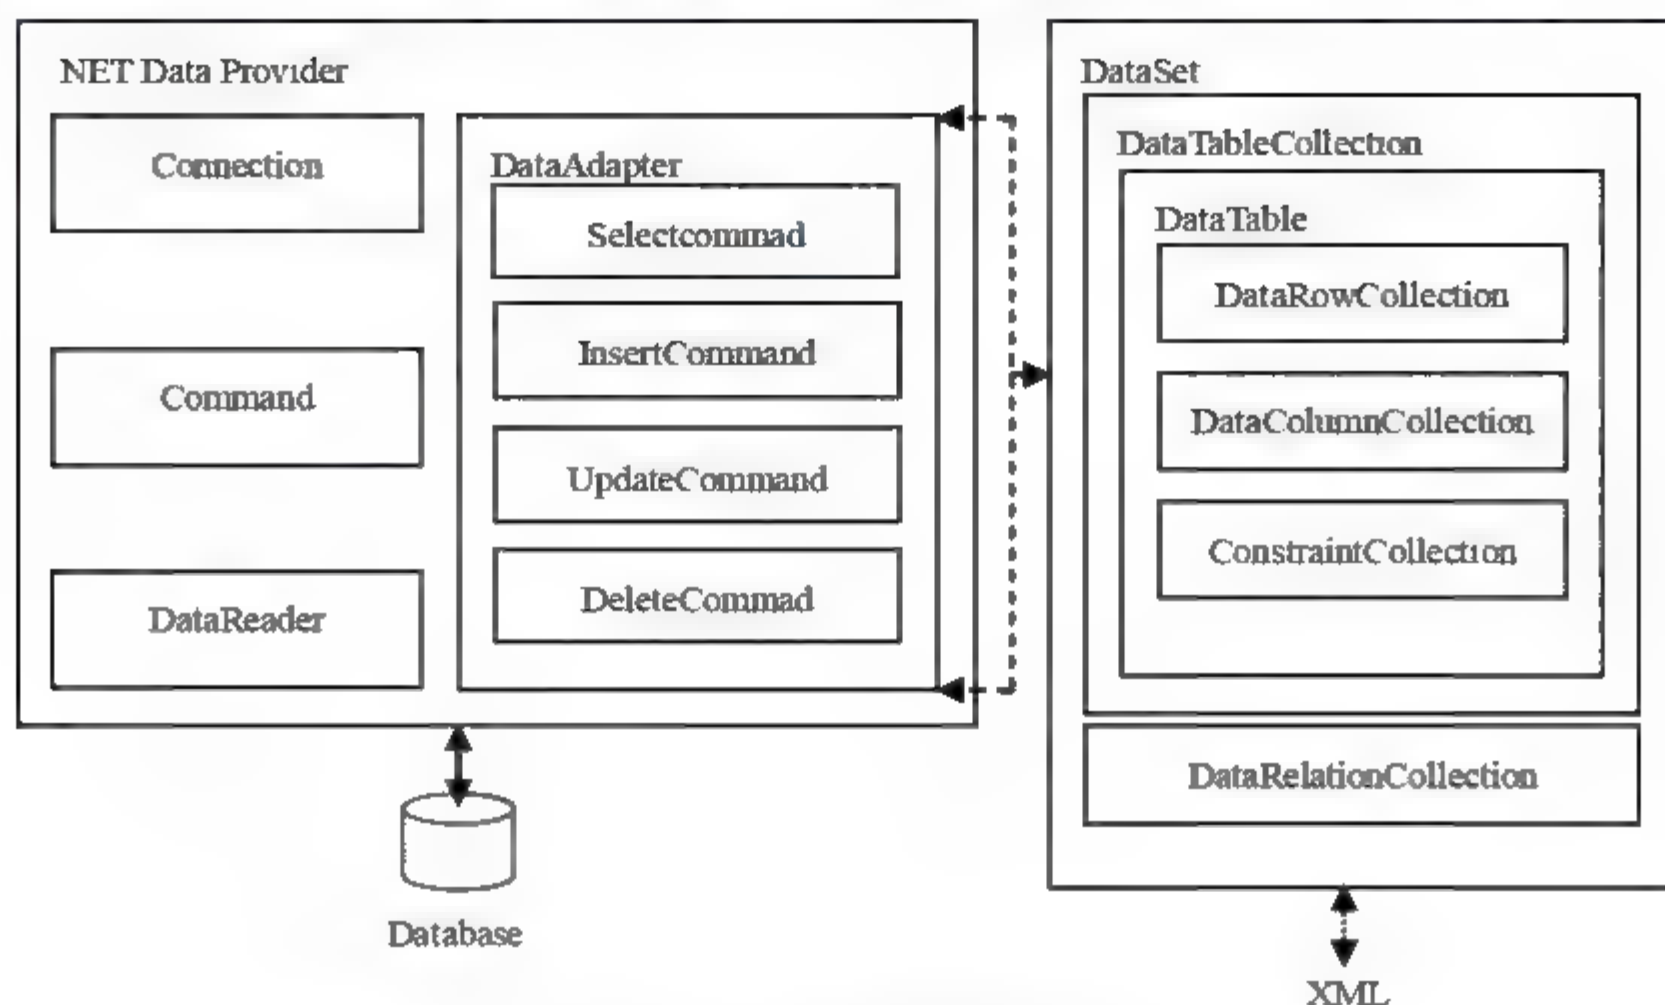 NET Data Provider
Connection
Command
DataReader
DataAdapter
Selectcommad
InsertCommand
UpdateCommand
DeleteCommad
Database
DataSet
DataTableCollection
DataTable
DataRowCollection
DataColumnCollection
ConstraintCollection
DataRelationCollection
XML